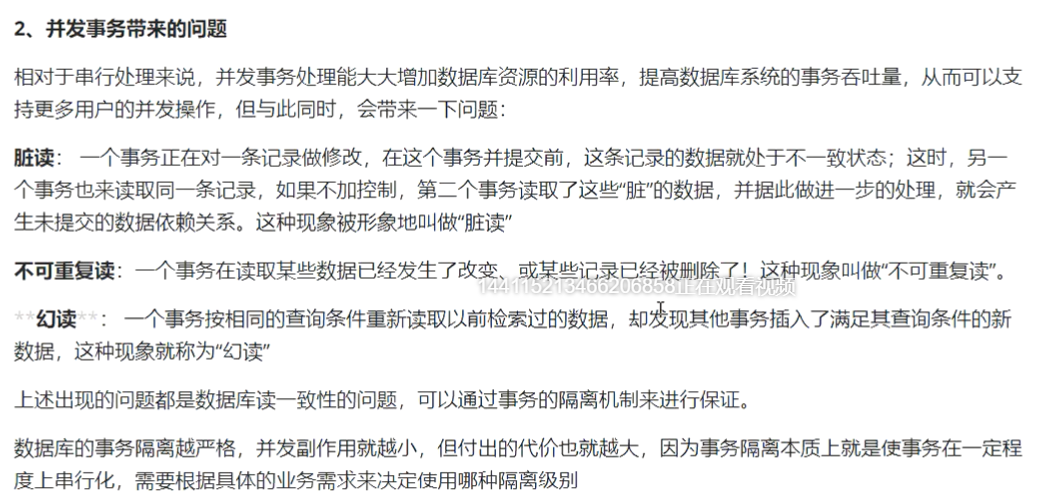 2、并发事务带来的问题
相对于串行处理来说，并发事务处理能大大增加数据库资源的利用率，提高数据库系统的事务吞吐量，从而可以支
持更多用户的并发操作，但与此同时，会带来一下问题：
脏读： 一个事务正在对一条记录做修改，在这个事务并提交前，这条记录的数据就处于不一致状态；这时，另一
个事务也来读取同一条记录，如果不加控制，第二个事务读取了这些“脏”的数据，并据此做进一步的处理，就会产
生未提交的数据依赖关系。这种现象被形象地叫做“脏读”
不可重复读：一个事务在读取某些数据已经发生了改变、或某些记录已经被删除了！这种现象叫做“不可重复读”。
144115213466206858正在观看视频
**幻读**： 一个事务按相同的查询条件重新读取以前检索过的数据，却发现其他事务插入了满足其查询条件的新
数据，这种现象就称为“幻读”
上述出现的问题都是数据库读一致性的问题，可以通过事务的隔离机制来进行保证。
数据库的事务隔离越严格，并发副作用就越小，但付出的代价也就越大，因为事务隔离本质上就是使事务在一定程
度上串行化，需要根据具体的业务需求来决定使用哪种隔离级别